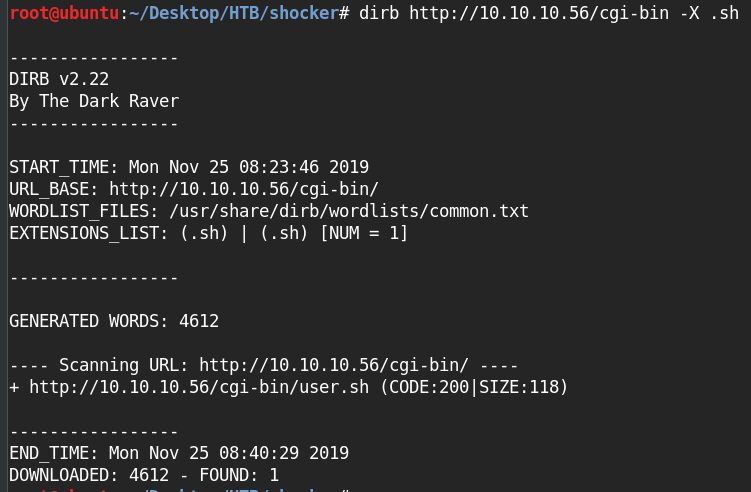 root@ubuntu:~/Desktop/HTB/shocker# dirb http://10.10.10.56/cgi-bin -X .sh
-----------------
DIRB v2.22
By The Dark Raver
-----------------
START_TIME: Mon Nov 25 08:23:46 2019
URL_BASE: http://10.10.10.56/cgi-bin/
WORDLIST_FILES: /usr/share/dirb/wordlists/common.txt
EXTENSIONS_LIST: (.sh) | (.sh) [NUM = 1]
-----------------
GENERATED WORDS: 4612
---- Scanning URL: http://10.10.10.56/cgi-bin/ ----
+ http://10.10.10.56/cgi-bin/user.sh (CODE:200|SIZE:118)
-----------------
END_TIME: Mon Nov 25 08:40:29 2019
DOWNLOADED: 4612 - FOUND: 1